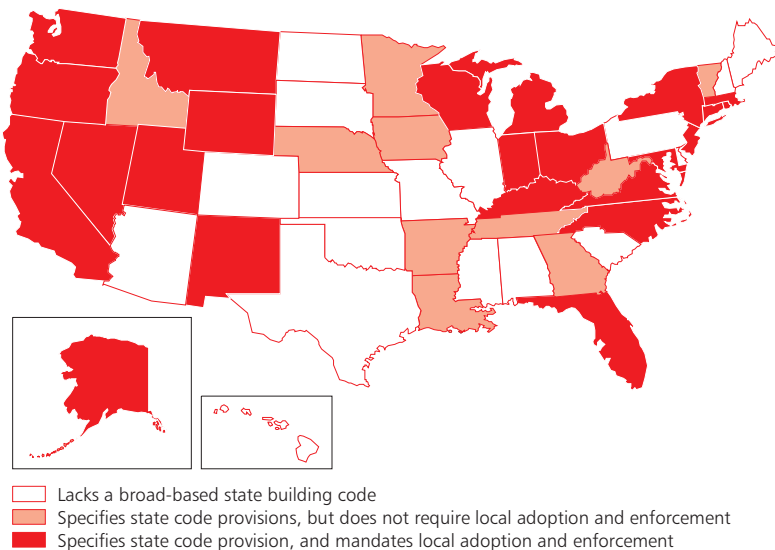 Lacks a broad-based state building code
Specifies state code provisions, but does not require local adoption and enforcement
Specifies state code provision, and mandates local adoption and enforcement